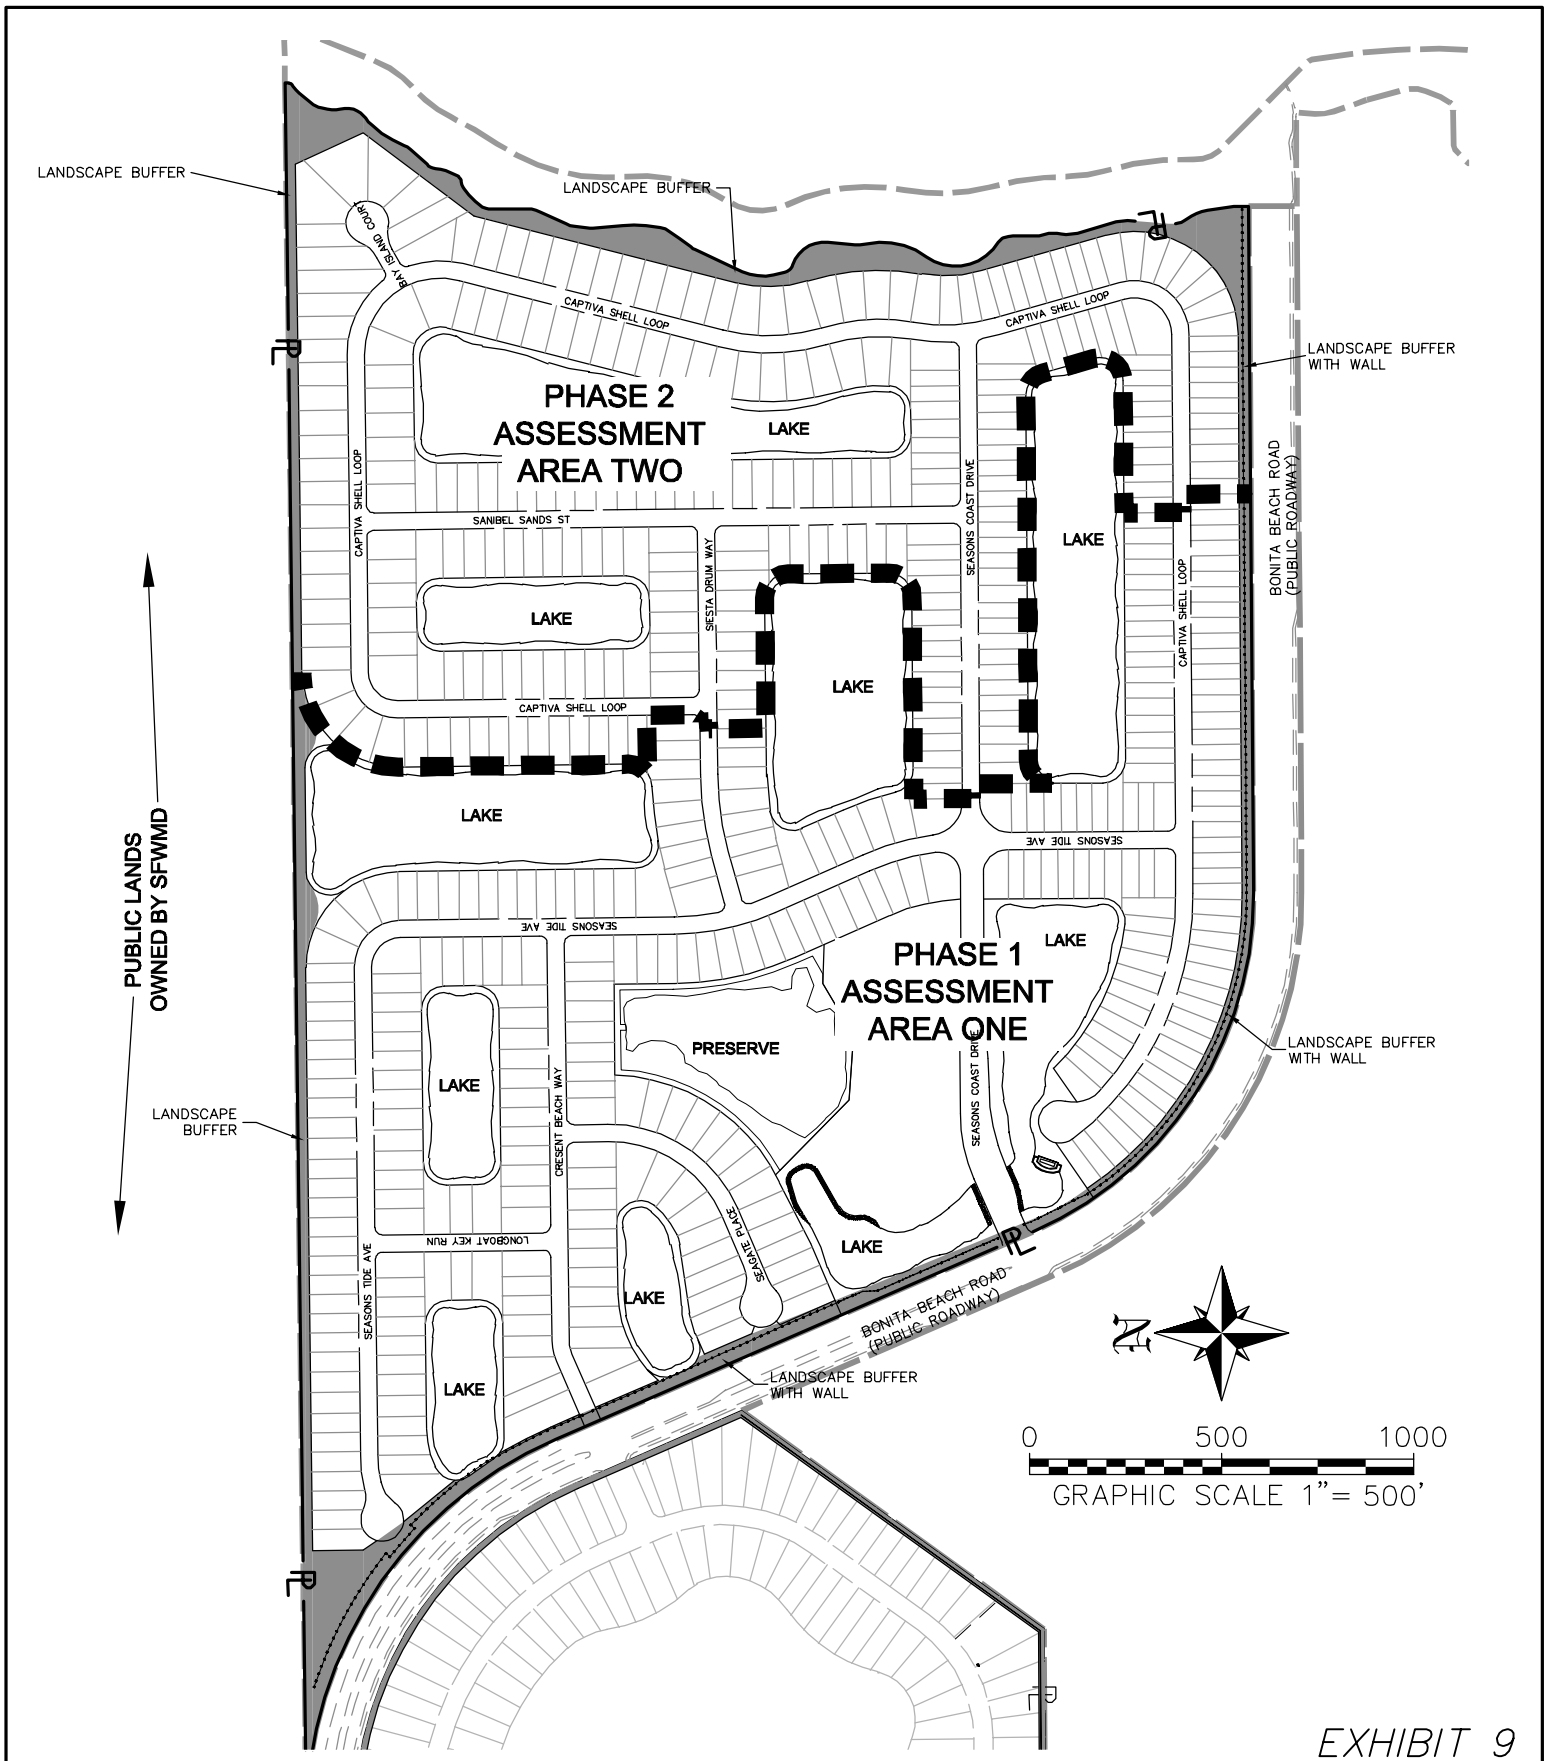 LANDSCAPE BUFFER
LANDSCAPE BUFFER
BAY ISLAND COURT
CAPTIVA SHELL LOOP
CAPTIVA SHELL LOOP
PL
PL
LANDSCAPE BUFFER
WITH WALL
PHASE 2
ASSESSMENT
AREA TWO
LAKE
CAPTIVA SHELL LOOP
SANIBEL SANDS ST
SEASONS COAST DRIVE
BONITA BEACH ROAD
(PUBLIC ROADWAY)
LAKE
SIESTA DRUM WAY
CAPTIVA SHELL LOOP
LAKE
LAKE
CAPTIVA SHELL LOOP
LAKE
PUBLIC LANDS
OWNED BY SFWMD
SEASONS TIDE AVE
SEASONS TIDE AVE
PHASE 1
ASSESSMENT
AREA ONE
LAKE
PRESERVE
SEASONS COAST DRIVE
LANDSCAPE BUFFER
WITH WALL
LAKE
CRESENT BEACH WAY
LANDSCAPE
BUFFER
LONGBOAT KEY RUN
SEAGATE PLACE
LAKE
PL
SEASONS TIDE AVE
LAKE
BONITA BEACH ROAD
(PUBLIC ROADWAY)
N
LAKE
LANDSCAPE BUFFER
WITH WALL
0 500 1000
GRAPHIC SCALE 1"= 500'
PL
PL
EXHIBIT 9